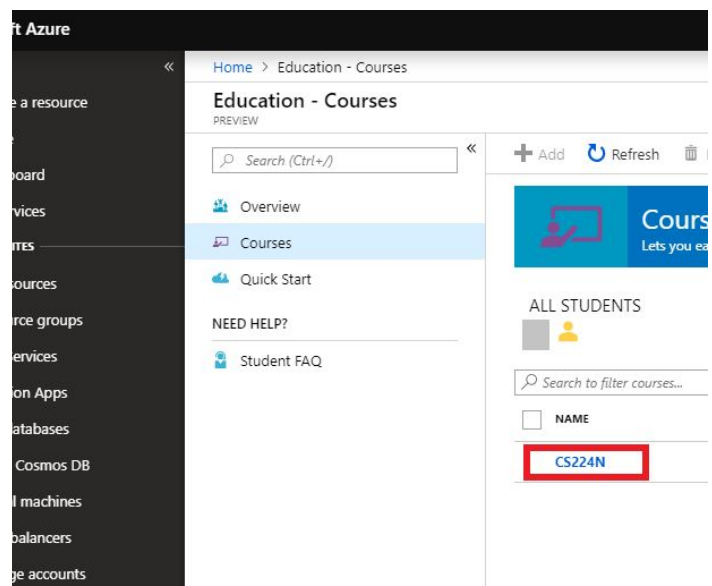 ft Azure
«
Home > Education - Courses
e a resource
Education - Courses
PREVIEW
Search (Ctrl+/)
«
Add
Refresh
oard
rvices
ITES
ources
rce groups
ervices
ion Apps
atabases
Cosmos DB
l machines
balancers
ge accounts
Overview
Courses
Quick Start
NEED HELP?
Student FAQ
Cours
Lets you ea
ALL STUDENTS
Search to filter courses...
NAME
CS224N